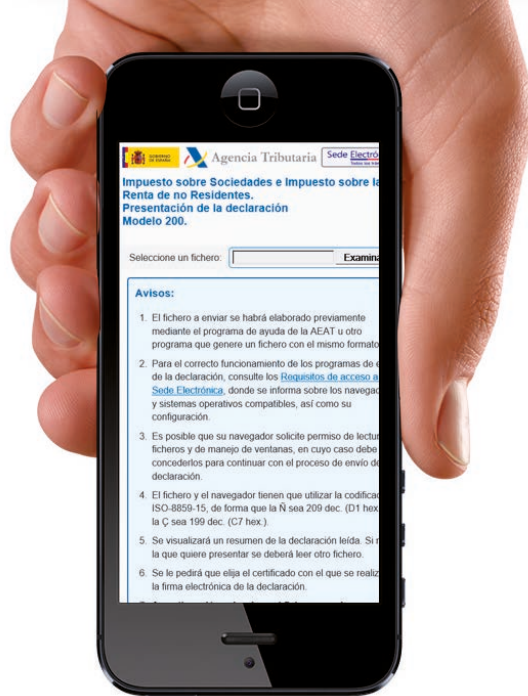 GOBIERNO
DE ESPAÑA
Agencia Tributaria
Sede Electró
Impuesto sobre Sociedades e Impuesto sobre la
Renta de no Residentes.
Presentación de la declaración
Modelo 200.
Seleccione un fichero:
Examina
Avisos:
1. El fichero a enviar se habrá elaborado previamente
mediante el programa de ayuda de la AEAT u otro
programa que genere un fichero con el mismo formato
2. Para el correcto funcionamiento de los programas de e
de la declaración, consulte los Requisitos de acceso a
Sede Electrónica, donde se informa sobre los navegad
y sistemas operativos compatibles, así como su
configuración.
3. Es posible que su navegador solicite permiso de lectur
ficheros y de manejo de ventanas, en cuyo caso debe
concederlos para continuar con el proceso de envío de
declaración.
4. El fichero y el navegador tienen que utilizar la codificac
ISO-8859-15, de forma que la Ñ sea 209 dec. (D1 hex
la Ç sea 199 dec. (C7 hex.).
5. Se visualizará un resumen de la declaración leída. Si n
la que quiere presentar se deberá leer otro fichero.
6. Se le pedirá que elija el certificado con el que se realiz
la firma electrónica de la declaración.